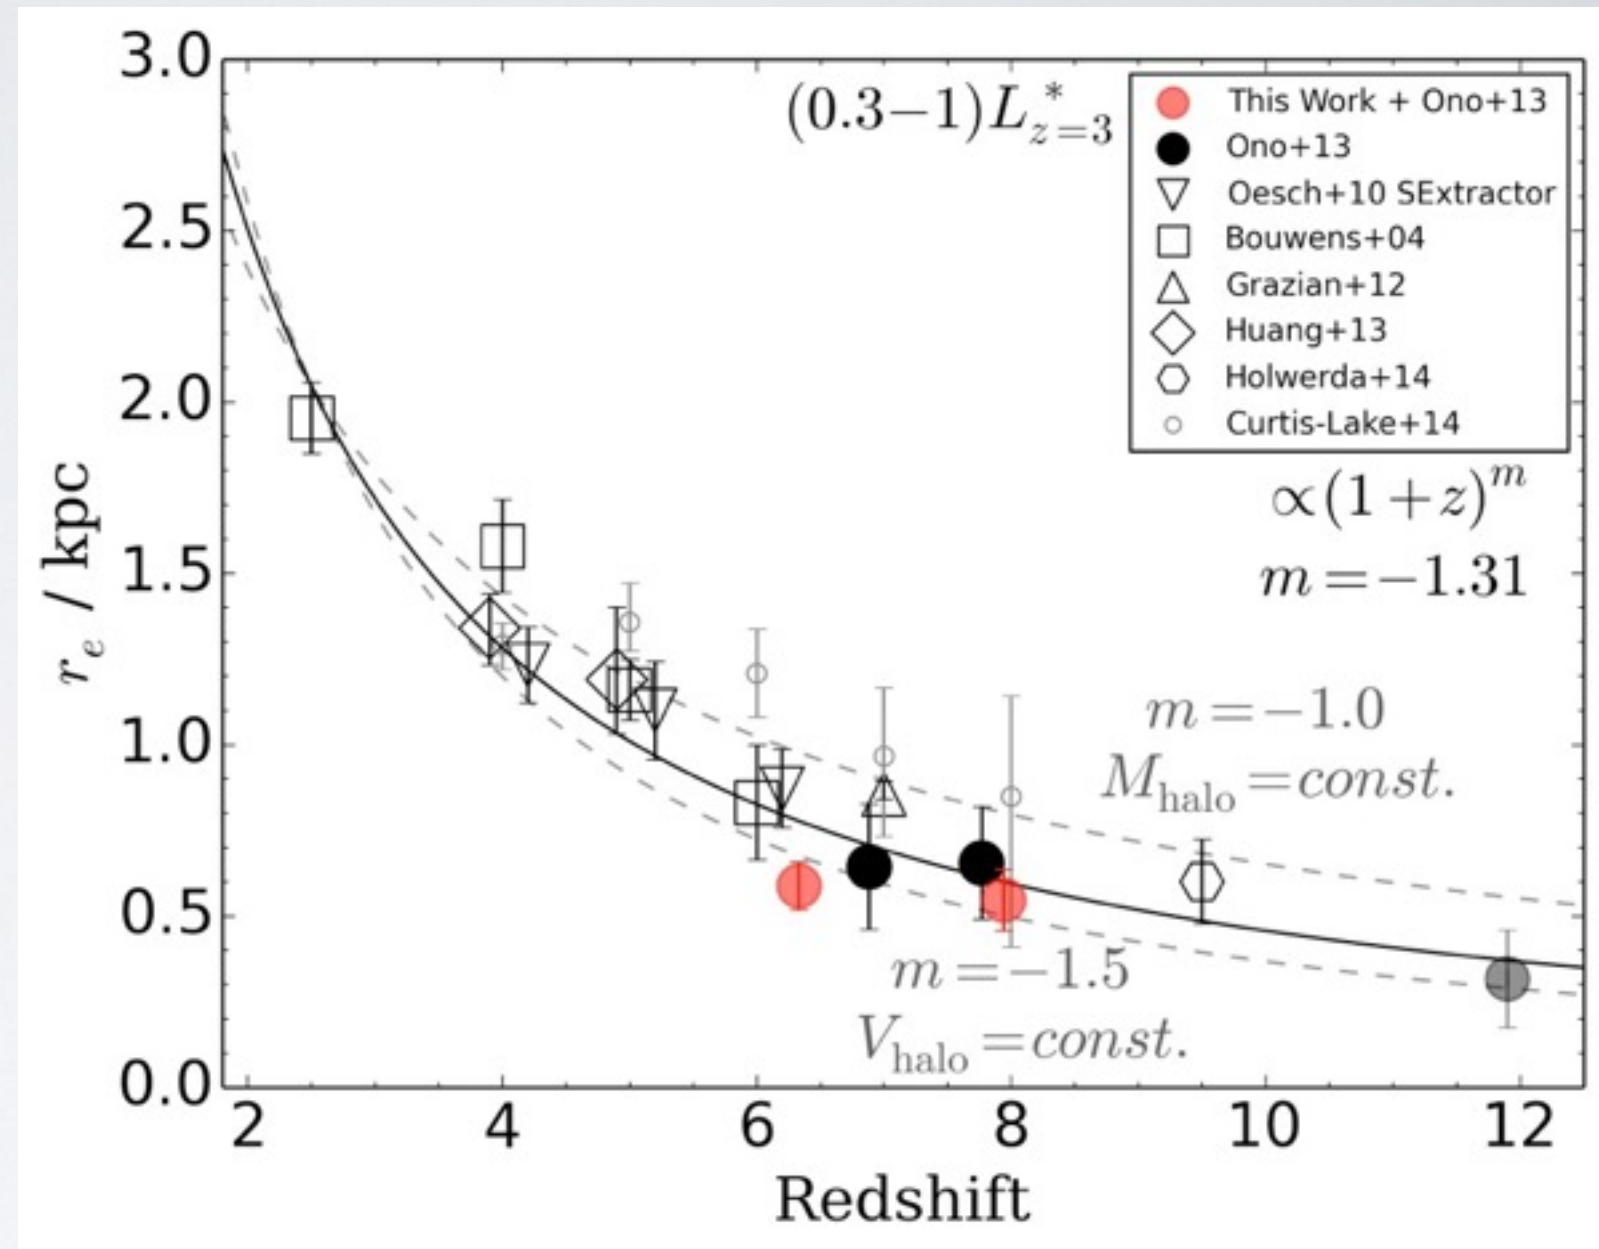 3.0
2.5
2.0
1.5
1.0
0.5
0.0
r_e / kpc
(0.3−1)L*_{z=3}
This Work + Ono+13
Ono+13
Oesch+10 SExtractor
Bouwens+04
Grazian+12
Huang+13
Holwerda+14
Curtis-Lake+14
∝(1+z)^m
m=−1.31
m=−1.0
M_halo=const.
m=−1.5
V_halo=const.
2 4 6 8 10 12
Redshift